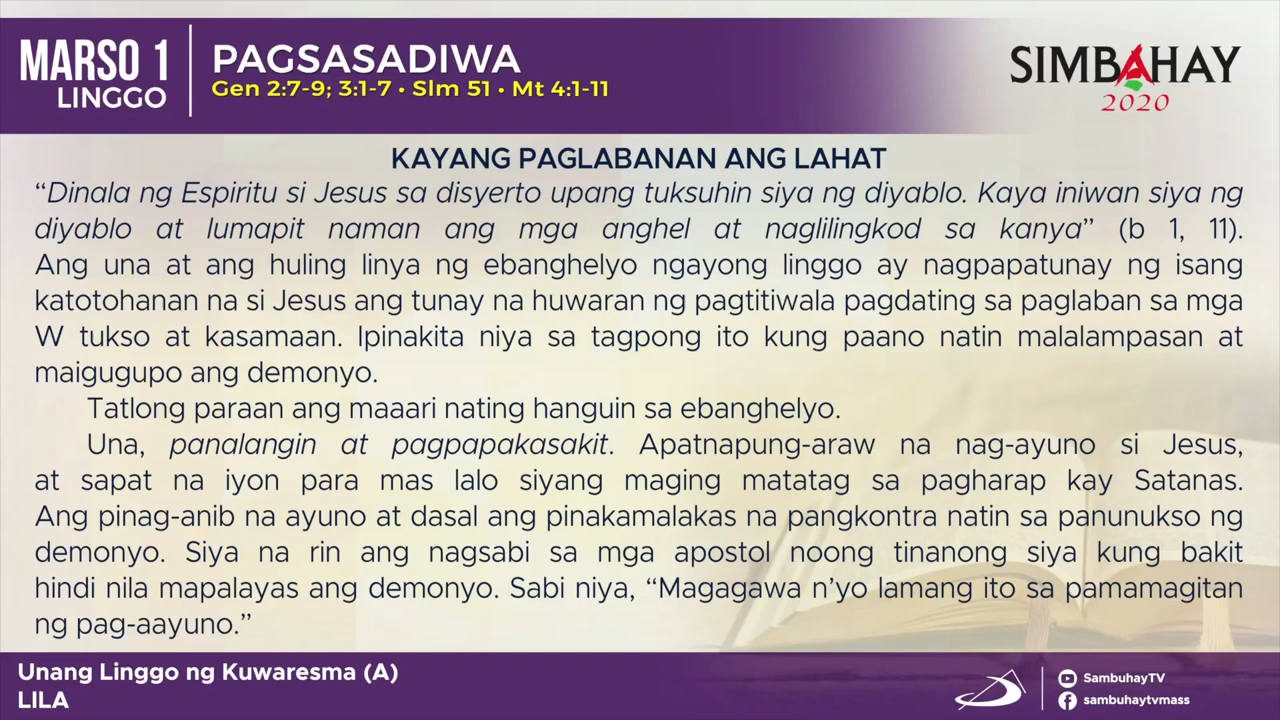 MARSO 1
LINGGO
PAGSASADIWA
Gen 2:7-9; 3:1-7 • Slm 51 • Mt 4:1-11
SIMBAHAY
2020
KAYANG PAGLABANAN ANG LAHAT
“Dinala ng Espiritu si Jesus sa disyerto upang tuksuhin siya ng diyablo. Kaya iniwan siya ng
diyablo at lumapit naman ang mga anghel at naglilingkod sa kanya” (b 1, 11).
Ang una at ang huling linya ng ebanghelyo ngayong linggo ay nagpapatunay ng isang
katotohanan na si Jesus ang tunay na huwaran ng pagtitiwala pagdating sa paglaban sa mga
W tukso at kasamaan. Ipinakita niya sa tagpong ito kung paano natin malalampasan at
maigugupo ang demonyo.
Tatlong paraan ang maaari nating hanguin sa ebanghelyo.
Una, panalangin at pagpapakasakit. Apatnapung-araw na nag-ayuno si Jesus,
at sapat na iyon para mas lalo siyang maging matatag sa pagharap kay Satanas.
Ang pinag-anib na ayuno at dasal ang pinakamalakas na pangkontra natin sa panunukso ng
demonyo. Siya na rin ang nagsabi sa mga apostol noong tinanong siya kung bakit
hindi nila mapalayas ang demonyo. Sabi niya, “Magagawa n’yo lamang ito sa pamamagitan
ng pag-aayuno.”
Unang Linggo ng Kuwaresma (A)
LILA
SambuhayTV
sambuhaytvmass